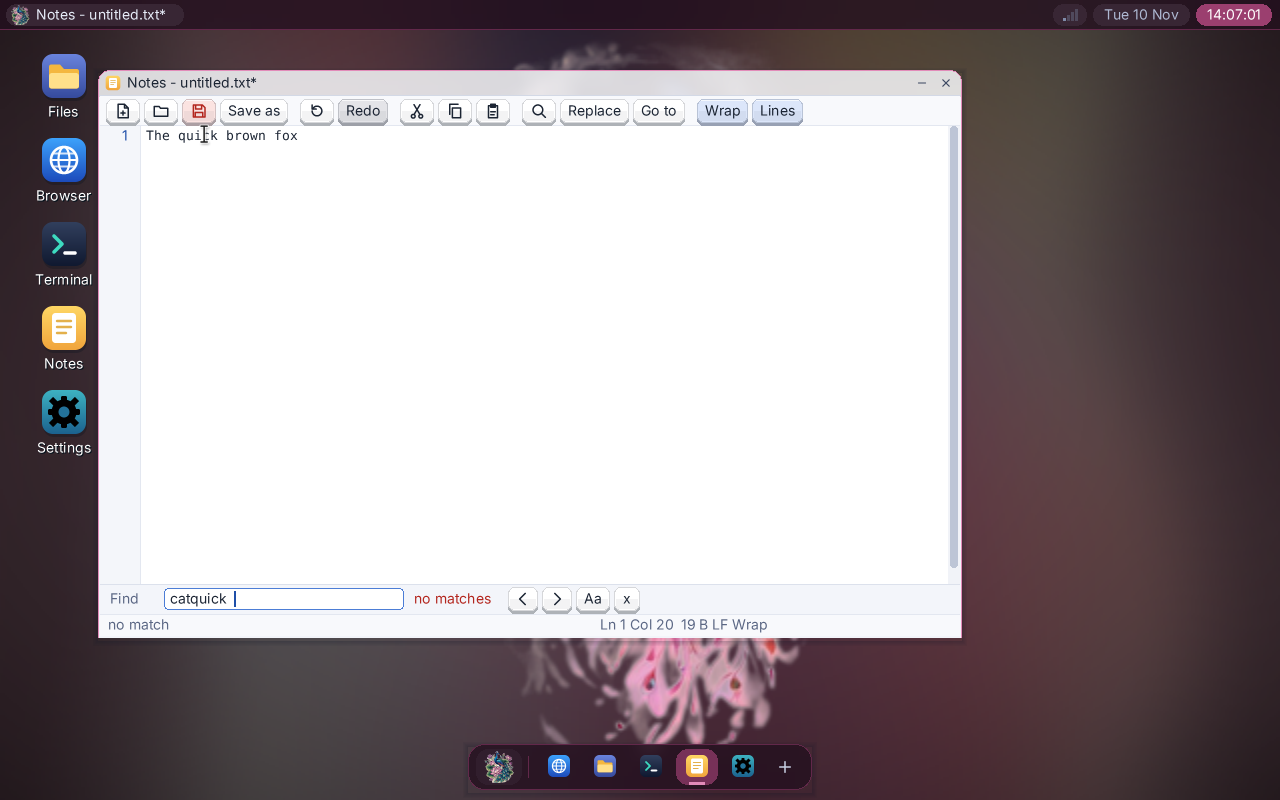 Notes - untitled.txt*
Tue 10 Nov
14:07:01
Files
Browser
Terminal
Notes
Settings
Notes - untitled.txt*
Save as
Redo
Replace
Go to
Wrap
Lines
1
The quick brown fox
Find
catquick
no matches
Aa
x
no match
Ln 1 Col 20 19 B LF Wrap